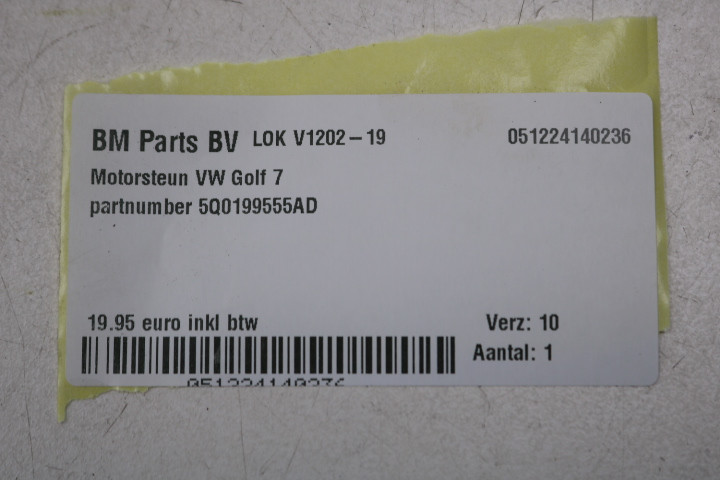 BM Parts BV LOK V1202-19 051224140236
Motorsteun VW Golf 7
partnumber 5Q0199555AD
19.95 euro inkl btw Verz: 10
Aantal: 1
051224140236